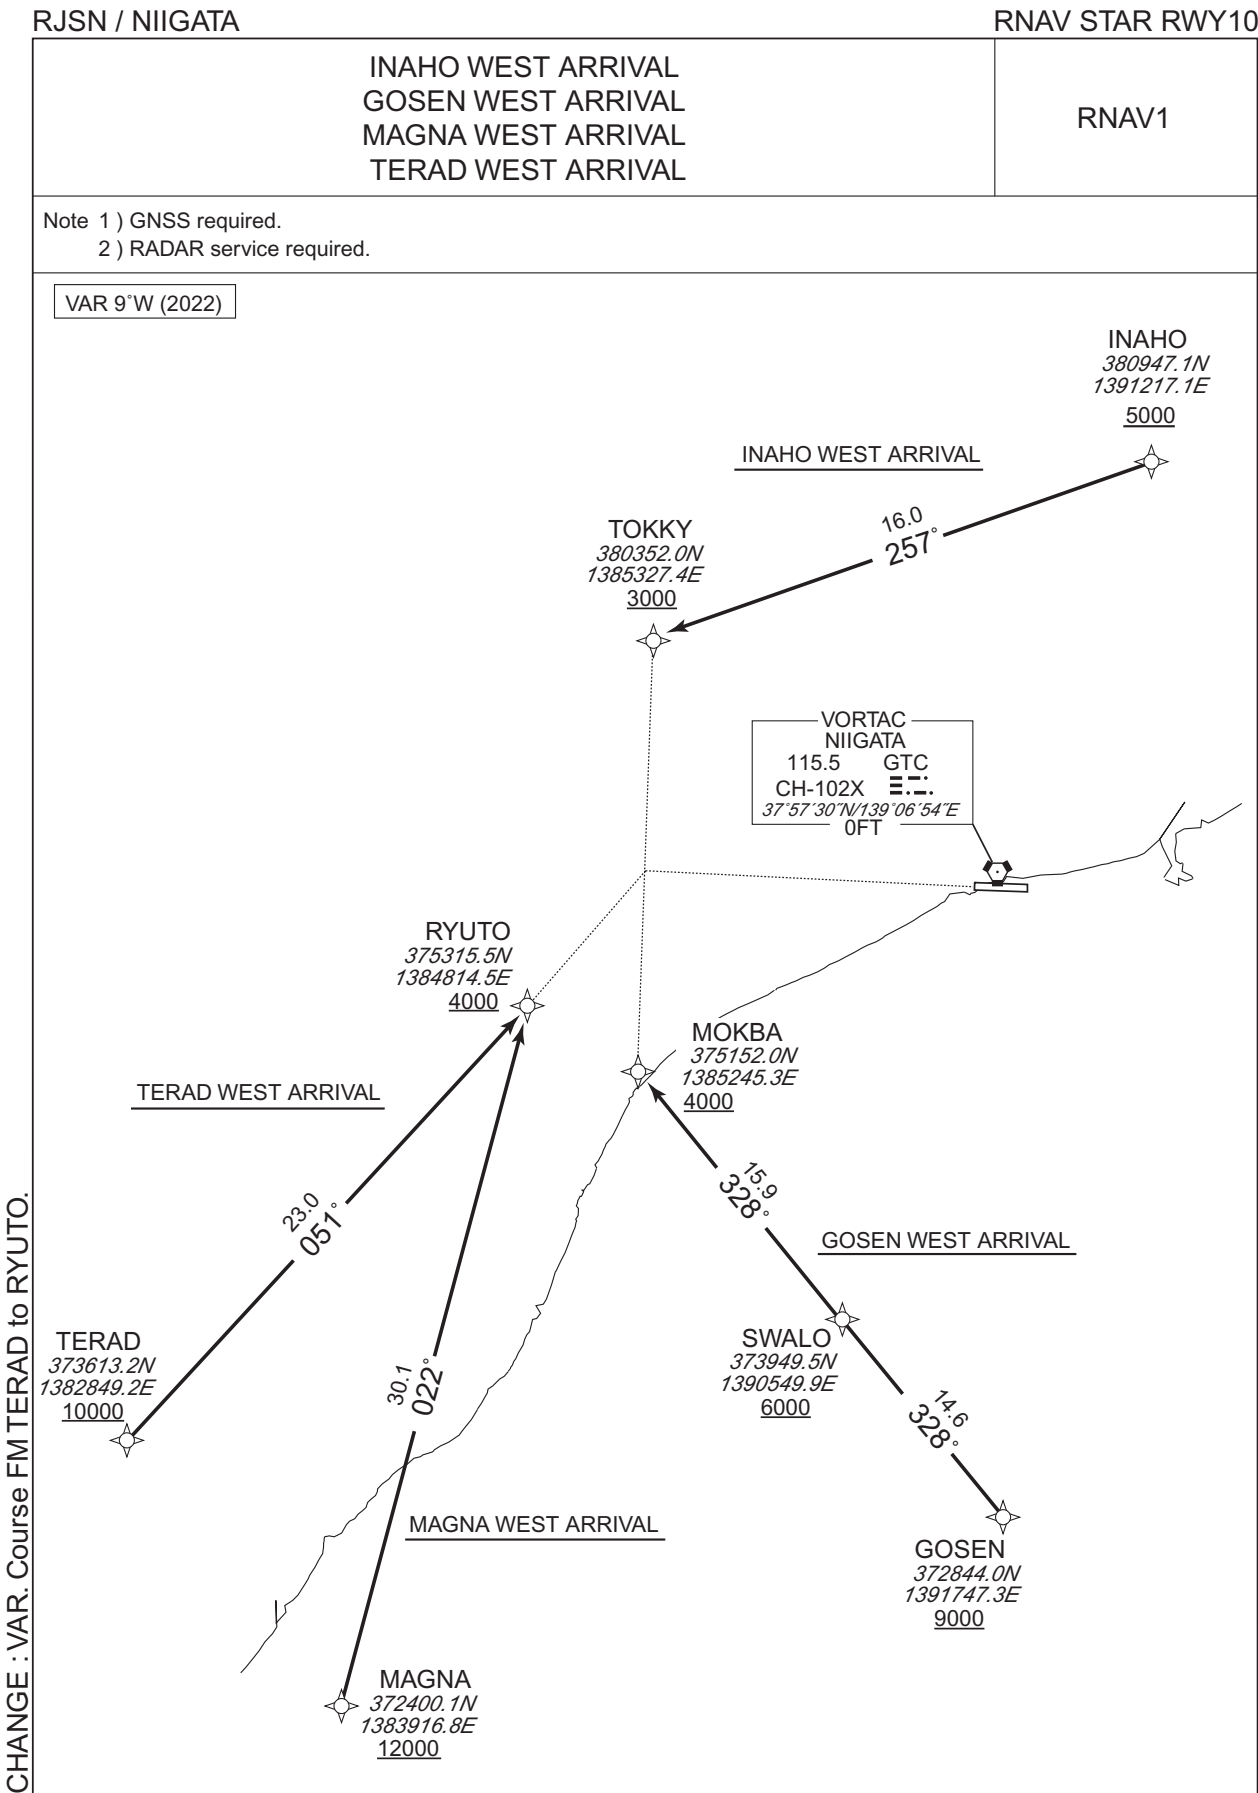 RJSN / NIIGATA
RNAV STAR RWY10
INAHO WEST ARRIVAL
GOSEN WEST ARRIVAL
MAGNA WEST ARRIVAL
TERAD WEST ARRIVAL
RNAV1
Note 1 ) GNSS required.
2 ) RADAR service required.
VAR 9°W (2022)
INAHO
380947.1N
1391217.1E
5000
INAHO WEST ARRIVAL
16.0
257°
TOKKY
380352.0N
1385327.4E
3000
VORTAC
NIIGATA
115.5 GTC
CH-102X
37°57′30″N/139°06′54″E
0FT
RYUTO
375315.5N
1384814.5E
4000
MOKBA
375152.0N
1385245.3E
4000
TERAD WEST ARRIVAL
15.9
328°
23.0
051°
GOSEN WEST ARRIVAL
TERAD
373613.2N
1382849.2E
10000
SWALO
373949.5N
1390549.9E
6000
30.1
022°
14.6
328°
MAGNA WEST ARRIVAL
GOSEN
372844.0N
1391747.3E
9000
MAGNA
372400.1N
1383916.8E
12000
CHANGE : VAR. Course FM TERAD to RYUTO.